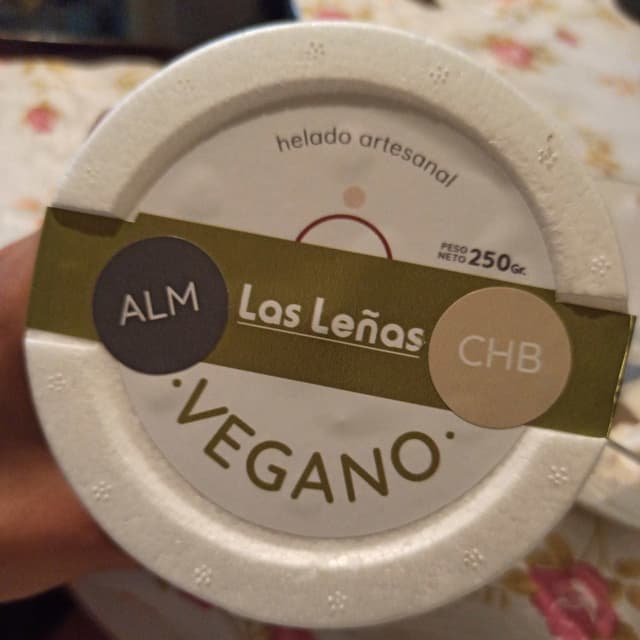 helado artesanal
PESO
NETO 250Gr.
ALM
Las Leñas
CHB
·VEGANO·